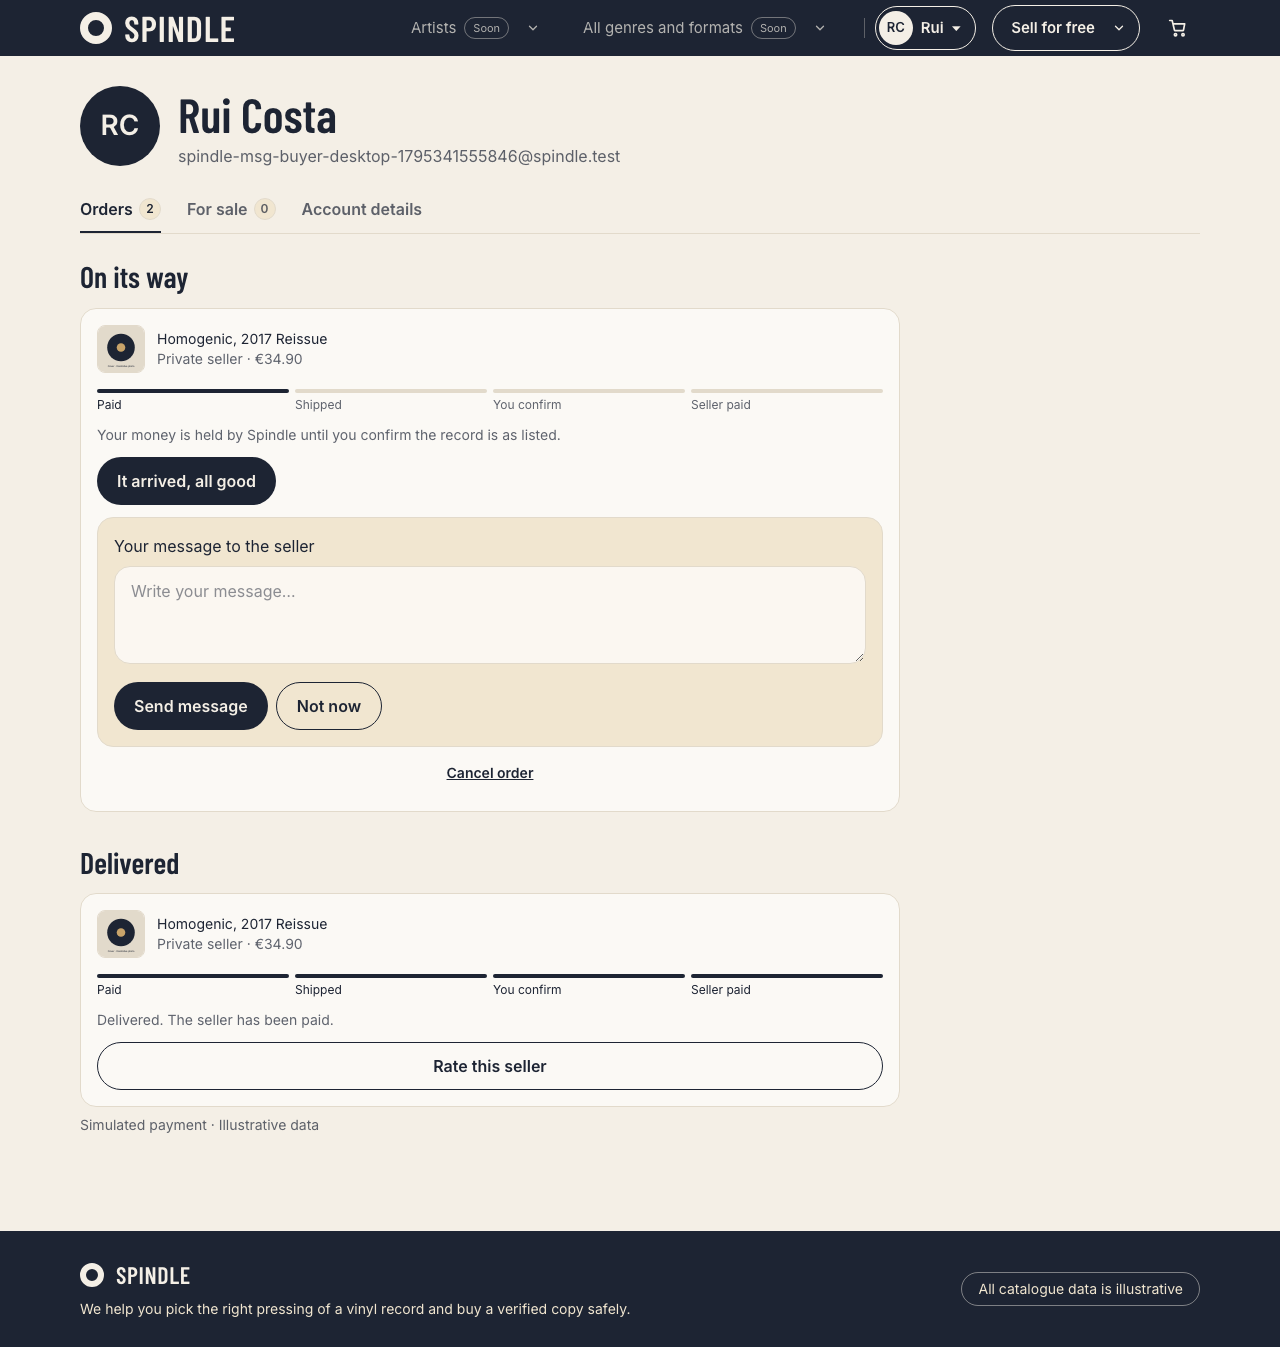 SPINDLE
Artists Soon
All genres and formats Soon
RC Rui
Sell for free
RC
Rui Costa
spindle-msg-buyer-desktop-1795341555846@spindle.test
Orders 2
For sale 0
Account details
On its way
Homogenic, 2017 Reissue
Private seller · €34.90
Paid
Shipped
You confirm
Seller paid
Your money is held by Spindle until you confirm the record is as listed.
It arrived, all good
Your message to the seller
Write your message...
Send message
Not now
Cancel order
Delivered
Homogenic, 2017 Reissue
Private seller · €34.90
Paid
Shipped
You confirm
Seller paid
Delivered. The seller has been paid.
Rate this seller
Simulated payment · Illustrative data
SPINDLE
We help you pick the right pressing of a vinyl record and buy a verified copy safely.
All catalogue data is illustrative